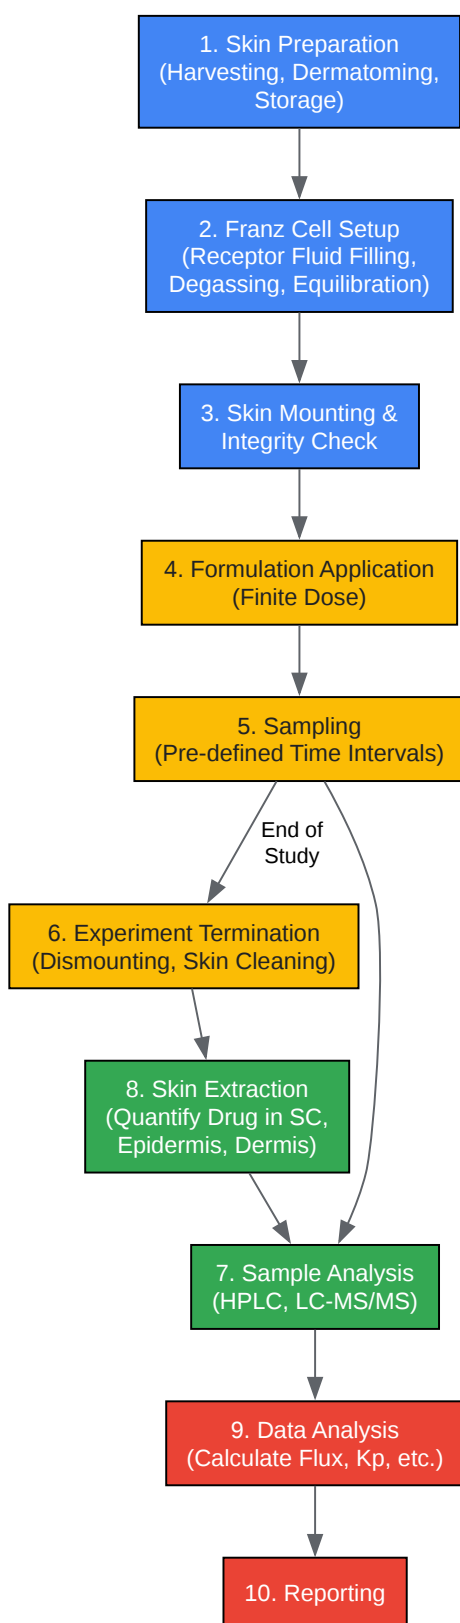 1. Skin Preparation
(Harvesting, Dermatoming,
Storage)
2. Franz Cell Setup
(Receptor Fluid Filling,
Degassing, Equilibration)
3. Skin Mounting &
Integrity Check
4. Formulation Application
(Finite Dose)
5. Sampling
(Pre-defined Time Intervals)
End of
Study
6. Experiment Termination
(Dismounting, Skin Cleaning)
8. Skin Extraction
(Quantify Drug in SC,
Epidermis, Dermis)
7. Sample Analysis
(HPLC, LC-MS/MS)
9. Data Analysis
(Calculate Flux, Kp, etc.)
10. Reporting